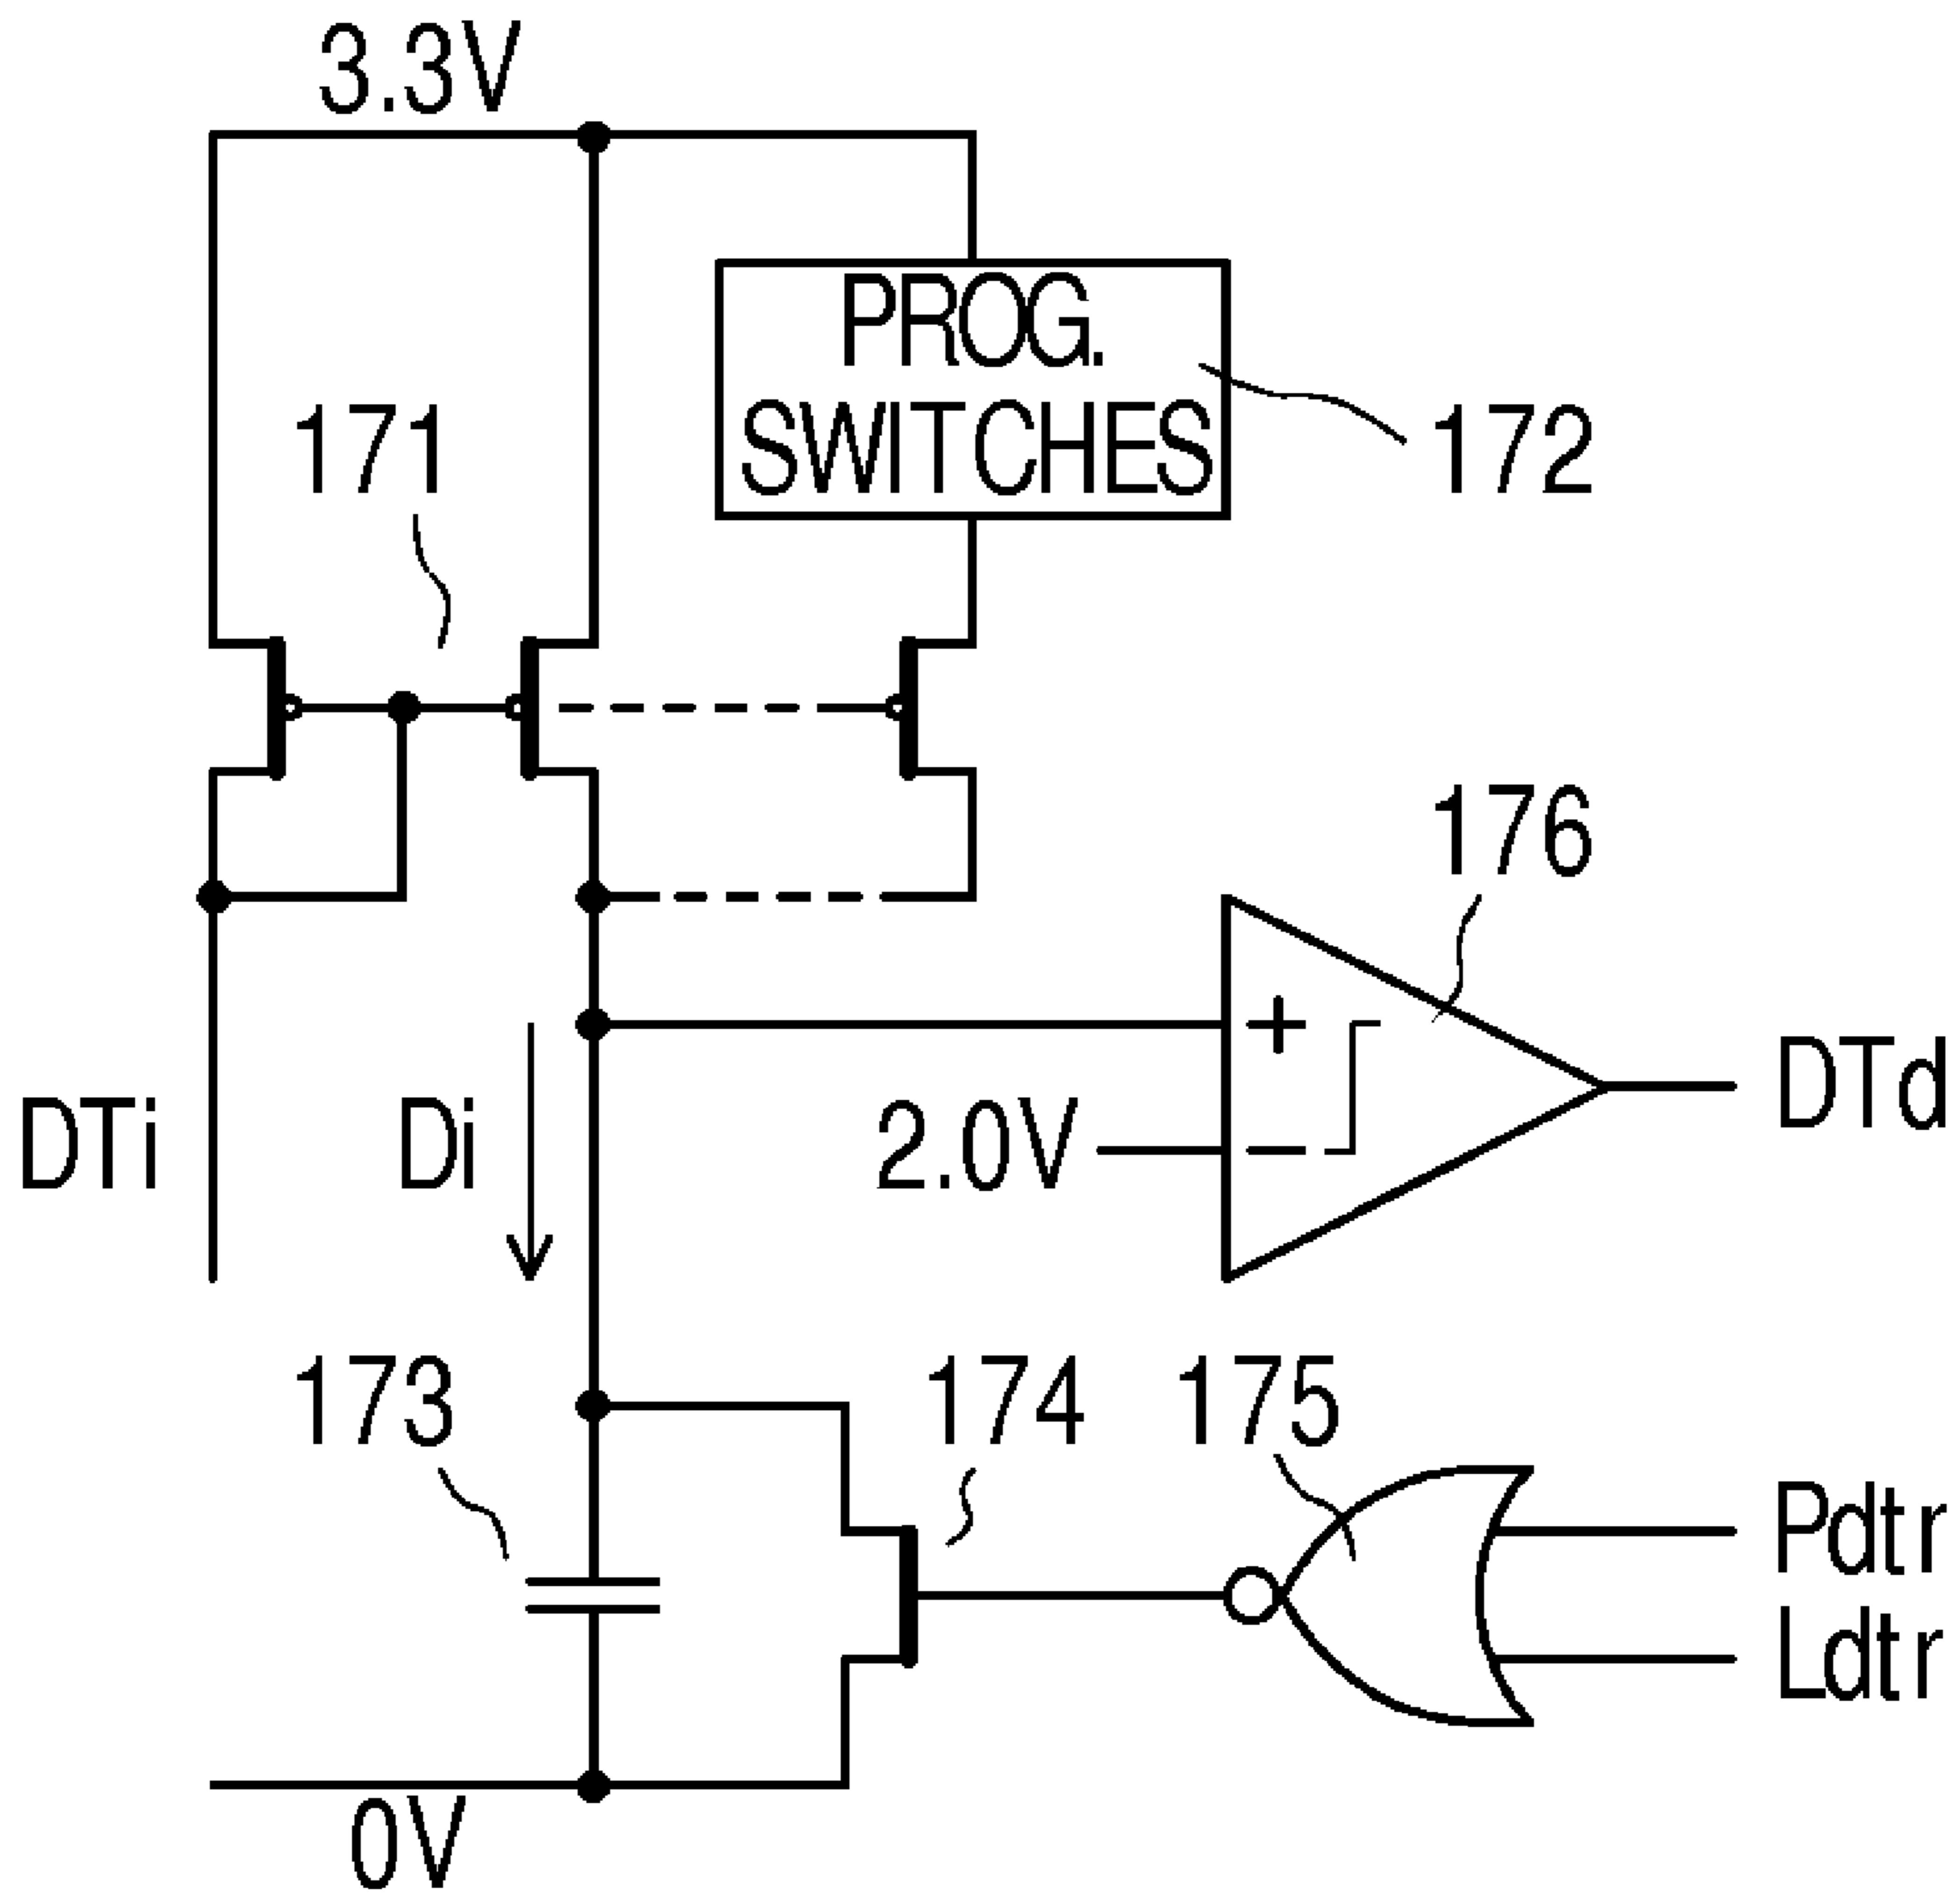 3.3V
PROG.
SWITCHES
171
172
176
+
DTd
DTi
Di
2.0V
−
173
174
175
Pdtr
Ldtr
0V